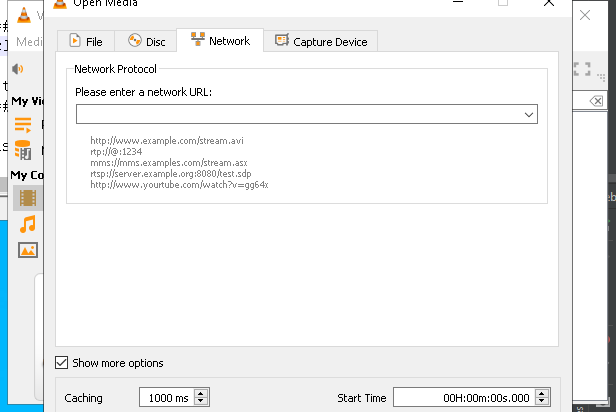 Open Media
Medi
File
Disc
Network
Capture Device
Network Protocol
Please enter a network URL:
http://www.example.com/stream.avi
rtp://@:1234
mms://mms.examples.com/stream.asx
rtsp://server.example.org:8080/test.sdp
http://www.yourtube.com/watch?v=gg64x
My Vi
My Co
Show more options
Caching
1000 ms
Start Time
00H:00m:00s.000